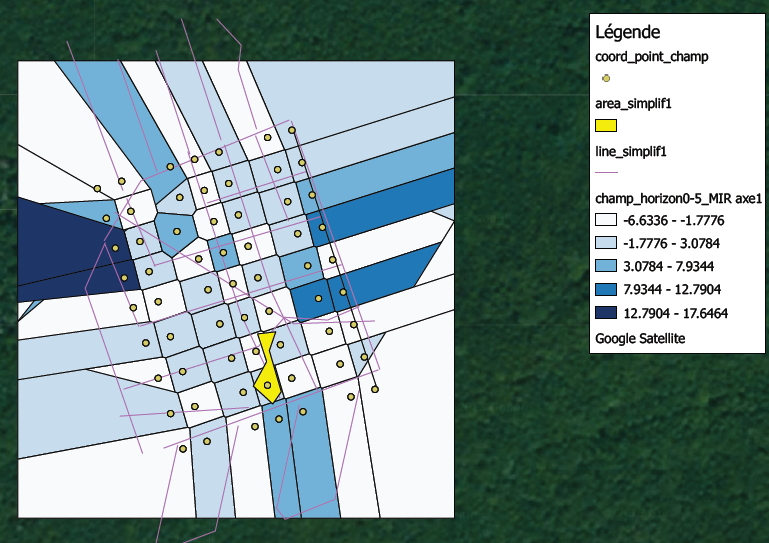 Légende
coord_point_champ
area_simplif1
line_simplif1
champ_horizon0-5_MIR axe1
-6.6336 - -1.7776
-1.7776 - 3.0784
3.0784 - 7.9344
7.9344 - 12.7904
12.7904 - 17.6464
Google Satellite